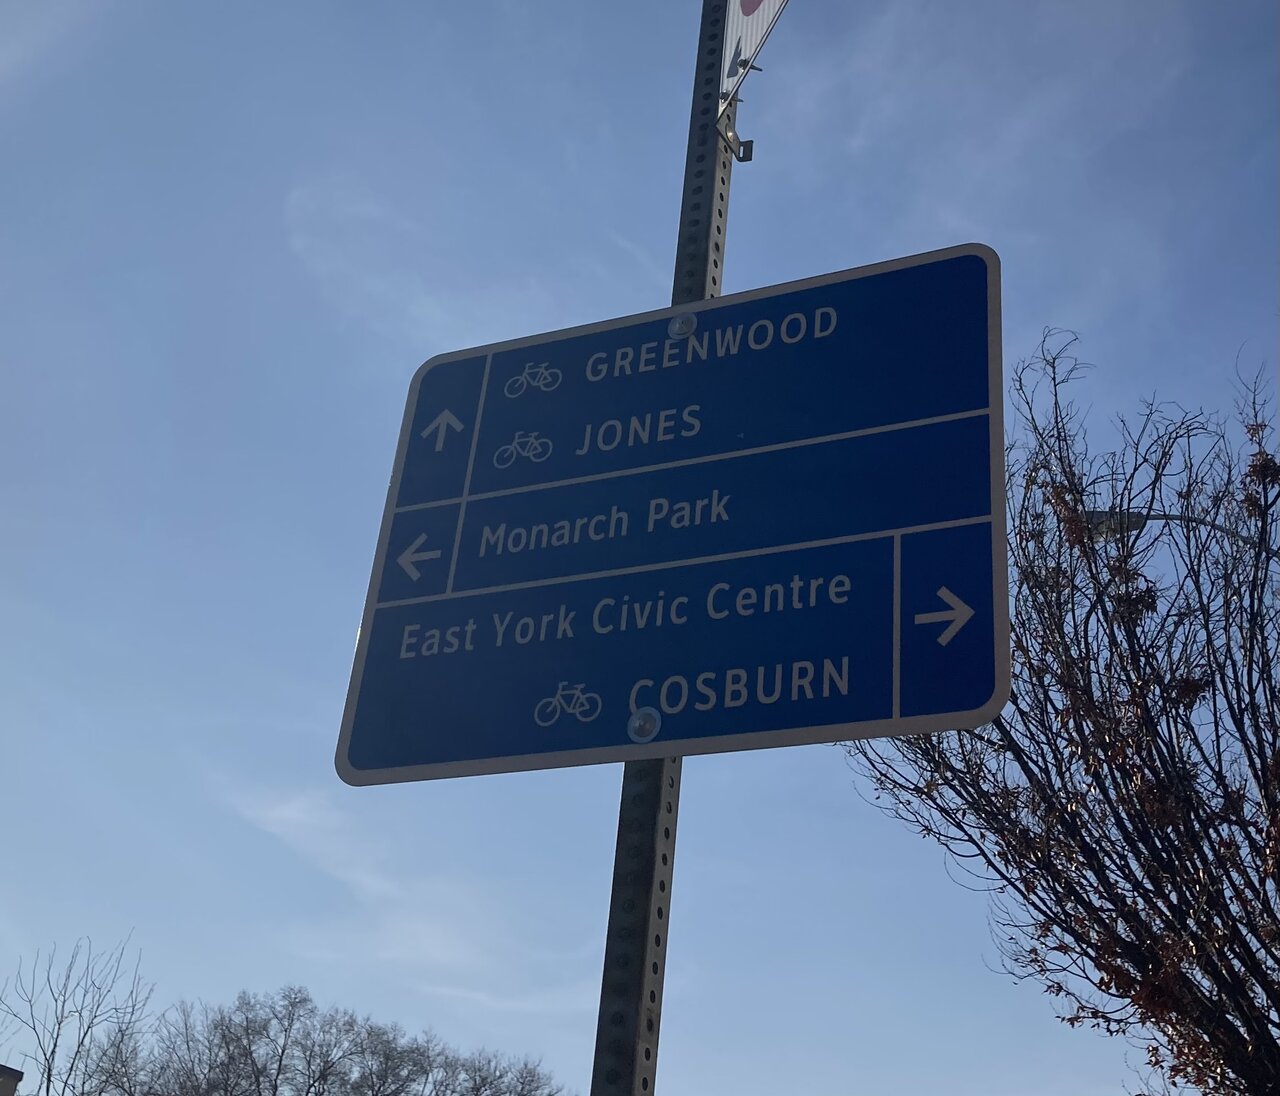 GREENWOOD
JONES
Monarch Park
East York Civic Centre
COSBURN